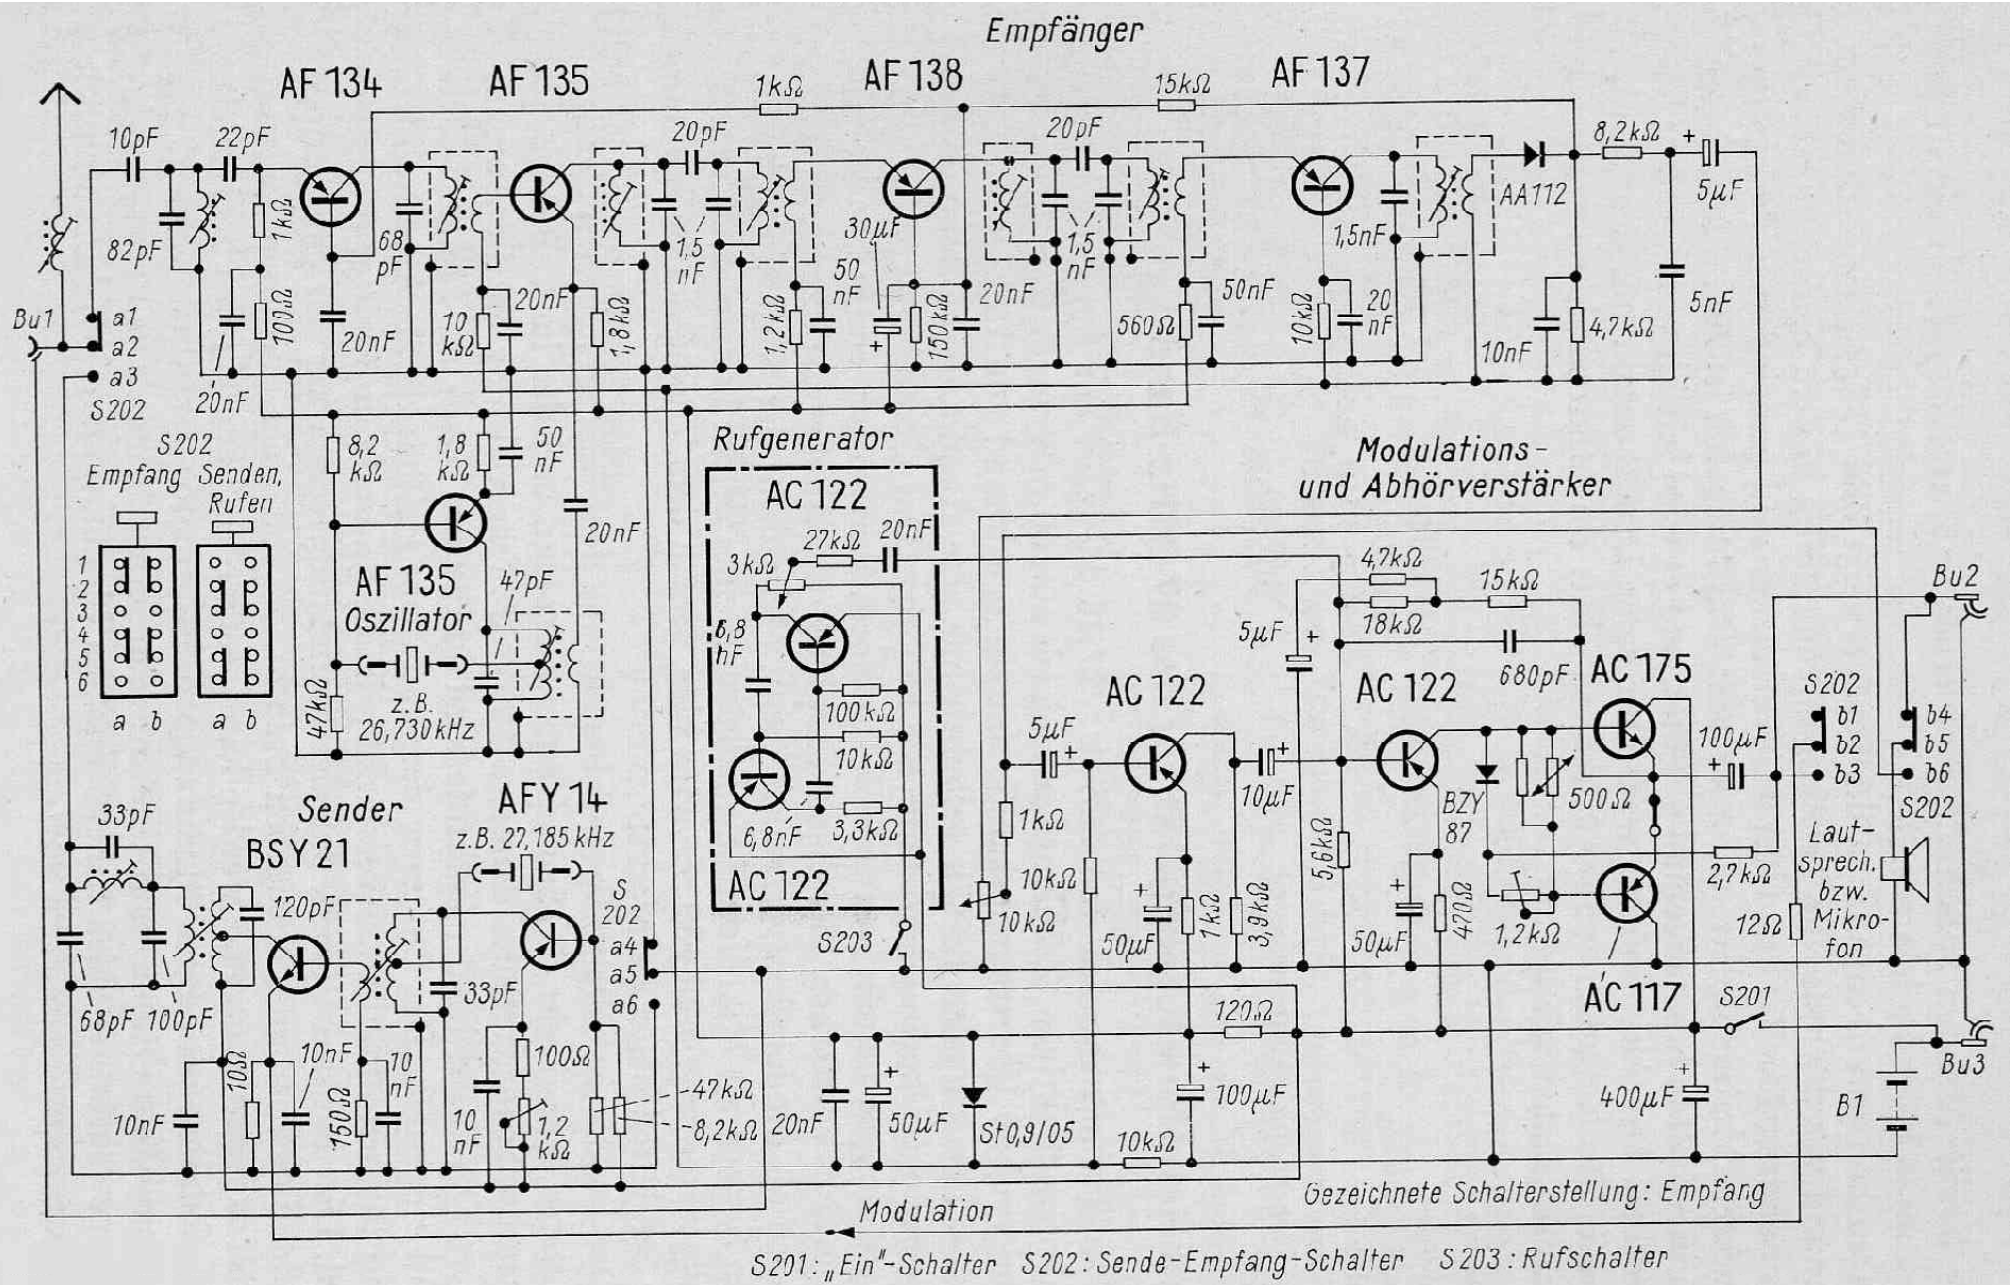 Empfänger
AF 134
AF 135
1kΩ
AF 138
15kΩ
AF 137
10pF
22pF
20pF
20pF
8,2kΩ
+
5µF
1kΩ
82pF
68
pF
1,5
nF
30µF
50
nF
1,5
nF
1,5nF
AA112
Bu1
a1
a2
a3
S202
100Ω
20nF
20nF
10
kΩ
20nF
1,8kΩ
1,2kΩ
+
150kΩ
20nF
560Ω
50nF
10kΩ
20
nF
10nF
4,7kΩ
5nF
S202
Empfang
Senden,
Rufen
1
2
3
4
5
6
a b
a b
8,2
kΩ
1,8
kΩ
50
nF
20nF
AF 135
Oszillator
47pF
47kΩ
z.B.
26,730kHz
Rufgenerator
AC 122
27kΩ
20nF
3kΩ
6,8
nF
100kΩ
10kΩ
6,8nF
3,3kΩ
AC 122
S203
Modulations-
und Abhörverstärker
4,7kΩ
15kΩ
18kΩ
5µF
+
680pF
AC 122
5µF
+
AC 122
AC 175
10µF
+
1kΩ
10kΩ
10kΩ
50µF
+
1kΩ
3,9kΩ
5,6kΩ
50µF
+
470Ω
BZY
87
500Ω
1,2kΩ
AC 117
100µF
+
2,7kΩ
12Ω
S202
b1
b2
b3
b4
b5
b6
S202
Bu2
Laut-
sprech.
bzw.
Mikro-
fon
S201
Bu3
B1
400µF
+
Sender
BSY 21
AFY 14
z.B. 27,185kHz
33pF
120pF
68pF
100pF
33pF
S
202
a4
a5
a6
10nF
10Ω
10nF
150Ω
10
nF
10
nF
100Ω
1,2
kΩ
47kΩ
8,2kΩ
20nF
50µF
+
St0,9/05
120Ω
100µF
+
10kΩ
Gezeichnete Schalterstellung: Empfang
Modulation
S201: „Ein"-Schalter S202: Sende-Empfang-Schalter S203: Rufschalter